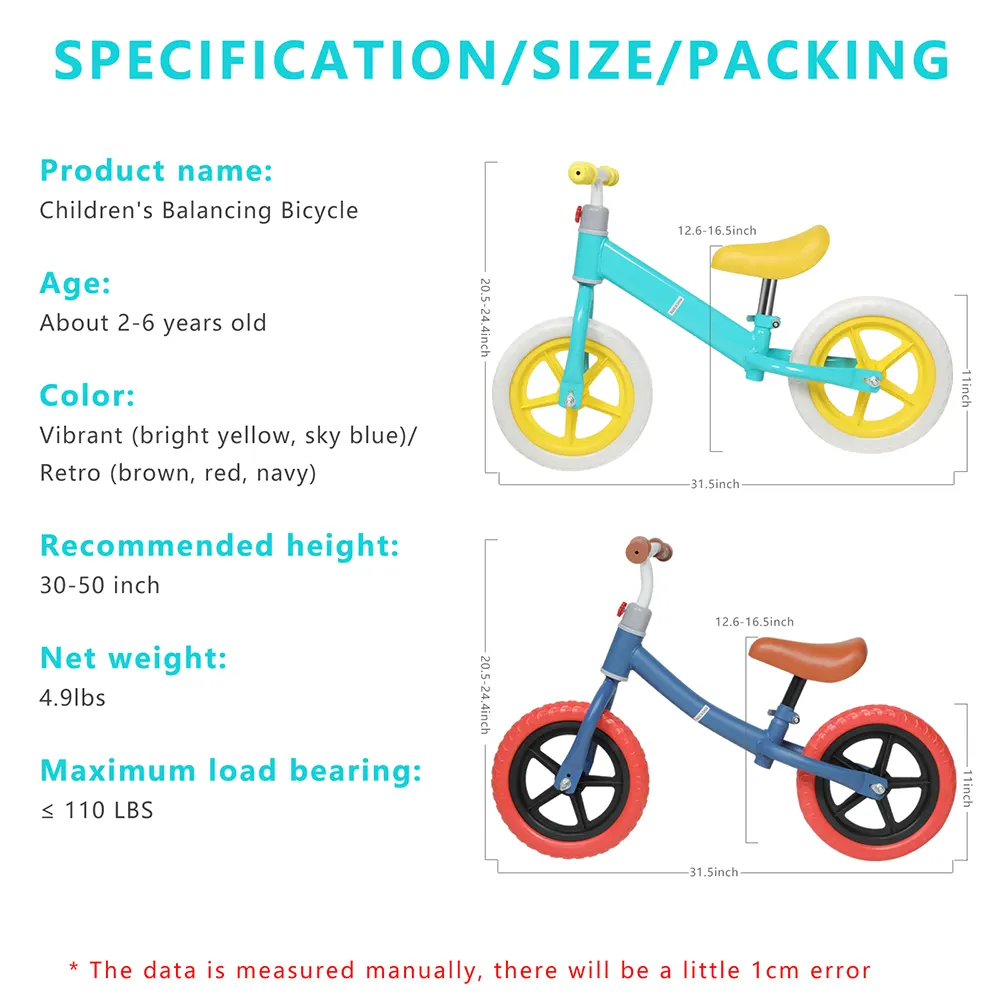 SPECIFICATION/SIZE/PACKING
Product name:
Children's Balancing Bicycle
Age:
About 2-6 years old
Color:
Vibrant (bright yellow, sky blue)/
Retro (brown, red, navy)
Recommended height:
30-50 inch
Net weight:
4.9lbs
Maximum load bearing:
≤ 110 LBS
12.6-16.5inch
20.5-24.4inch
11inch
31.5inch
12.6-16.5inch
20.5-24.4inch
11inch
31.5inch
* The data is measured manually, there will be a little 1cm error